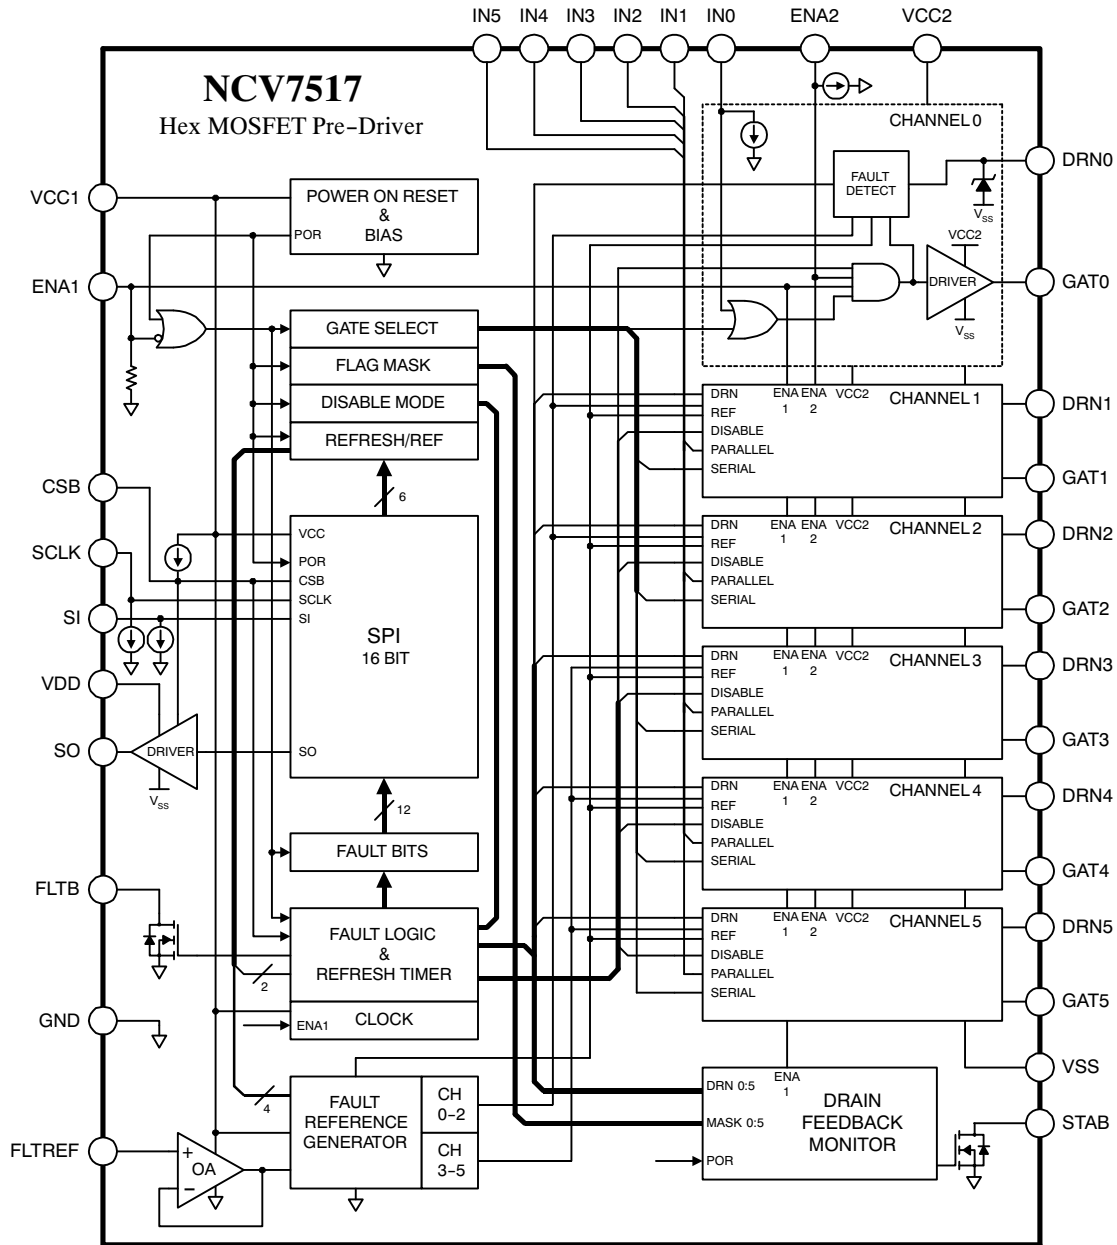 IN5 IN4 IN3 IN2 IN1 IN0 ENA2 VCC2
NCV7517
Hex MOSFET Pre-Driver
CHANNEL 0
DRN0
FAULT
DETECT
VSS
VCC2
DRIVER
VSS
GAT0
VCC1
POWER ON RESET
&
BIAS
POR
ENA1
GATE SELECT
FLAG MASK
DISABLE MODE
REFRESH/REF
6
CSB
SCLK
SI
VDD
SO
DRIVER
VSS
VCC
POR
CSB
SCLK
SI
SPI
16 BIT
SO
12
FAULT BITS
FLTB
FAULT LOGIC
&
REFRESH TIMER
2
GND
CLOCK
ENA1
4
FAULT
REFERENCE
GENERATOR
CH
0-2
CH
3-5
FLTREF
+
OA
−
DRN
REF
DISABLE
PARALLEL
SERIAL
ENA
1
ENA
2
VCC2
CHANNEL 1
DRN1
GAT1
DRN
REF
DISABLE
PARALLEL
SERIAL
ENA
1
ENA
2
VCC2
CHANNEL 2
DRN2
GAT2
DRN
REF
DISABLE
PARALLEL
SERIAL
ENA
1
ENA
2
VCC2
CHANNEL 3
DRN3
GAT3
DRN
REF
DISABLE
PARALLEL
SERIAL
ENA
1
ENA
2
VCC2
CHANNEL 4
DRN4
GAT4
DRN
REF
DISABLE
PARALLEL
SERIAL
ENA
1
ENA
2
VCC2
CHANNEL 5
DRN5
GAT5
VSS
DRN 0:5
ENA
1
MASK 0:5
POR
DRAIN
FEEDBACK
MONITOR
STAB